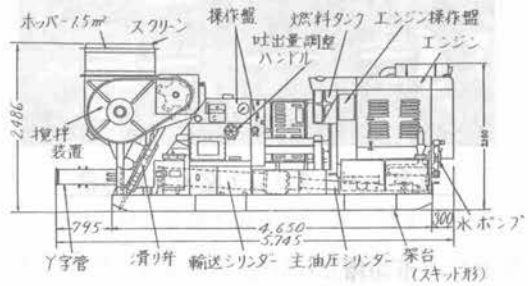 ホッパー1.5m³
スクリーン
操作盤
燃料タンク
エンジン操作盤
吐出量調整
ハンドル
エンジン
2.486
撹拌
装置
795
4.650
300
5.745
水ポンプ
Y字管
滑り弁
輸送シリンダー
主油圧シリンダー
架台
(スキッド形)